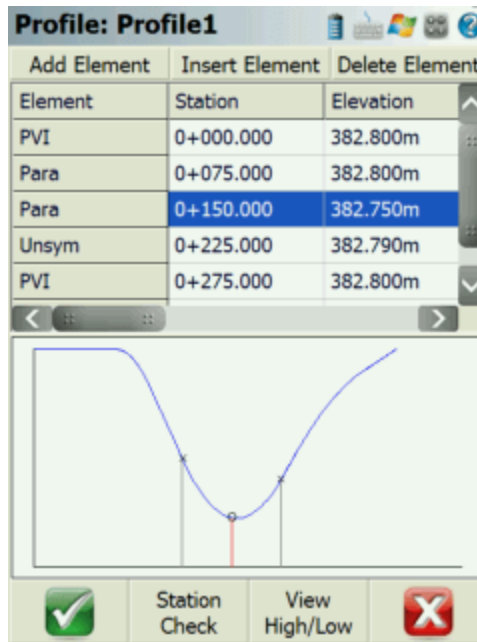 Profile: Profile1
Add Element Insert Element Delete Element
Element Station Elevation
PVI 0+000.000 382.800m
Para 0+075.000 382.800m
Para 0+150.000 382.750m
Unsym 0+225.000 382.790m
PVI 0+275.000 382.800m
Station Check
View High/Low